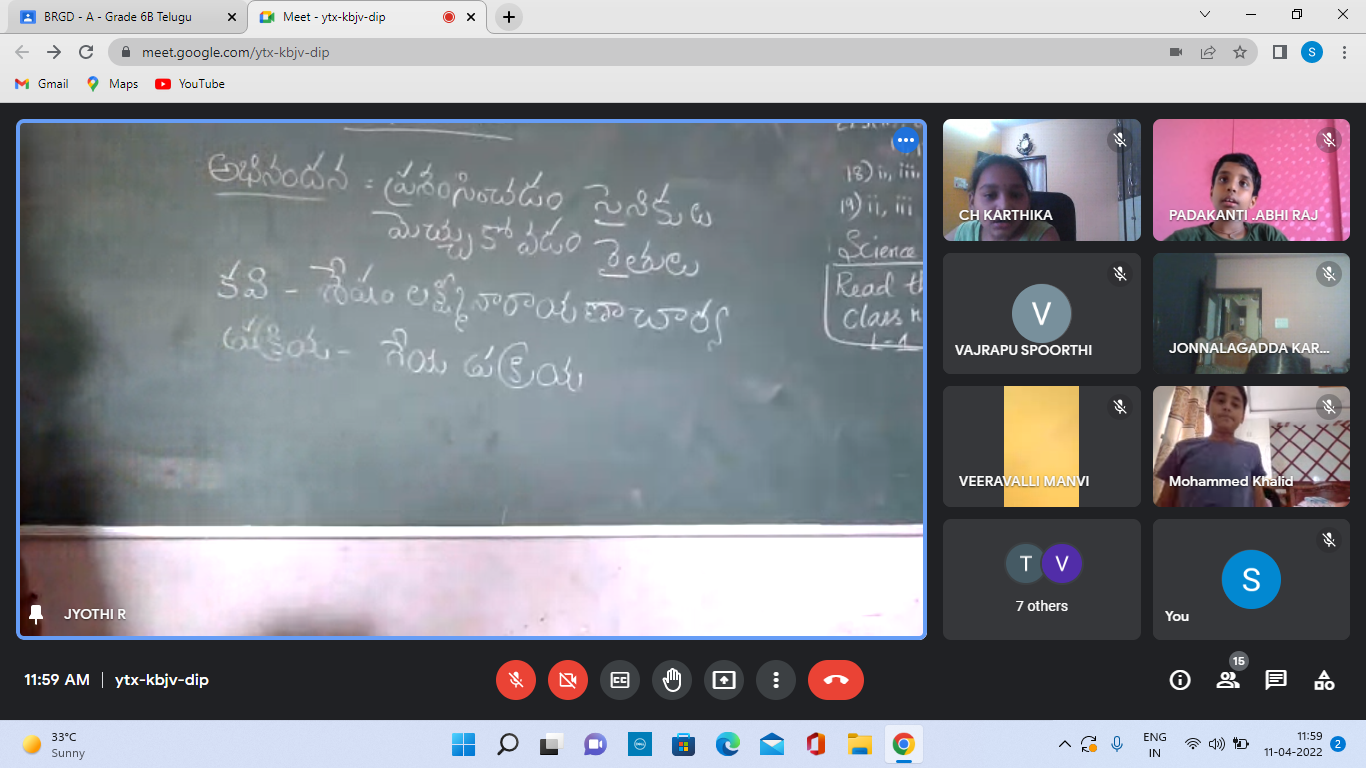 BRGD - A - Grade 6B Telugu
Meet - ytx-kbjv-dip
meet.google.com/ytx-kbjv-dip
S
Gmail
Maps
YouTube
అభినందన = ప్రశంసించడం సైనికులు
మెచ్చుకోవడం రైతులు
కవి - శేషం లక్ష్మీనారాయణాచార్య
ప్రక్రియ - గేయ ప్రక్రియ
18) ii, iii
19) ii, iii
Science
Read
Class
JYOTHI R
CH KARTHIKA
PADAKANTI .ABHI RAJ
V
VAJRAPU SPOORTHI
JONNALAGADDA KAR...
VEERAVALLI MANVI
Mohammed Khalid
T V
7 others
S
You
11:59 AM | ytx-kbjv-dip
15
33°C
Sunny
ENG
IN
11:59
11-04-2022
2